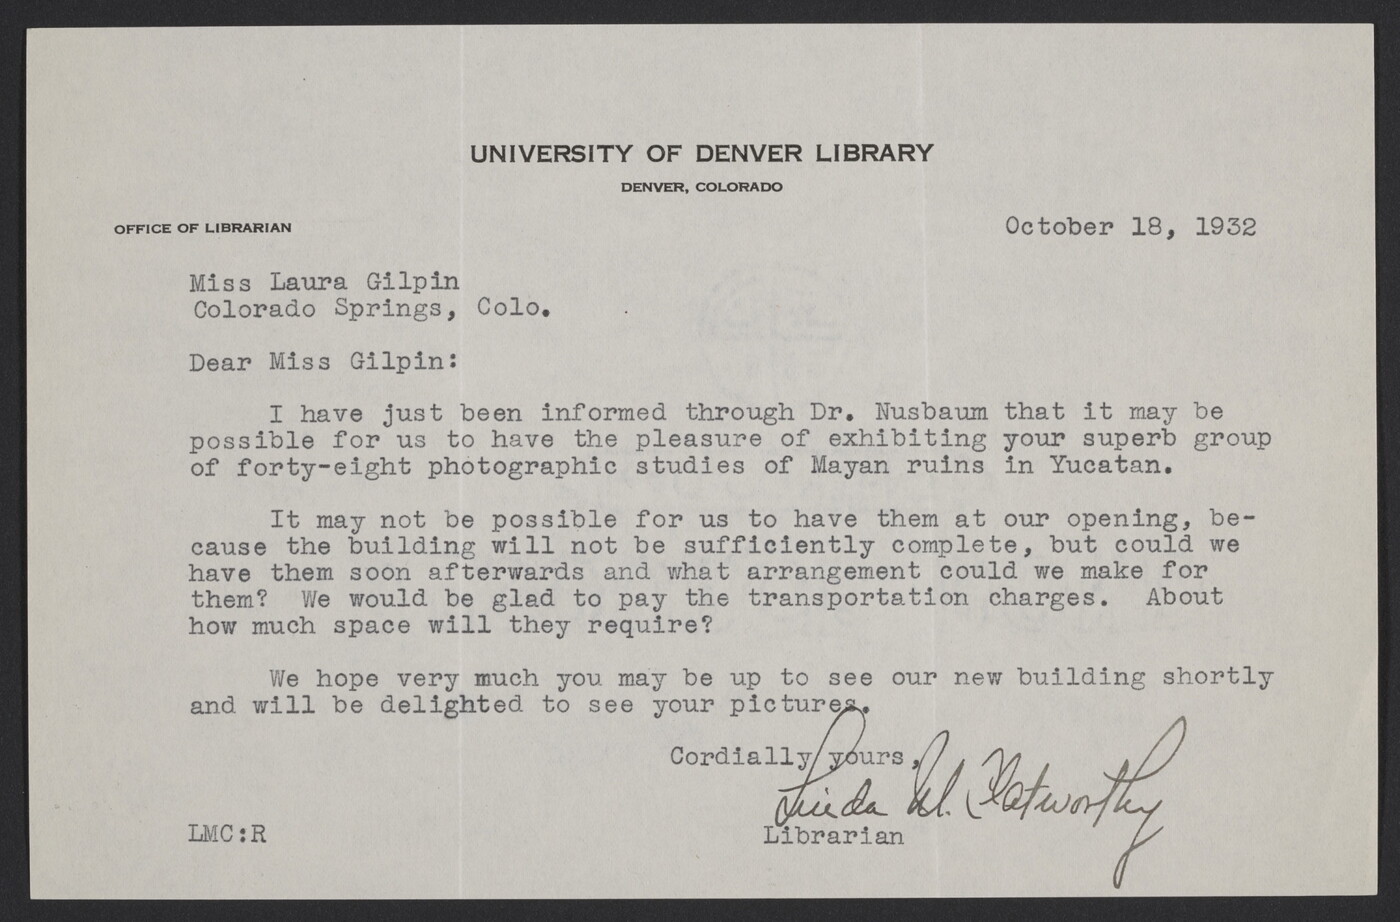 UNIVERSITY OF DENVER LIBRARY
DENVER, COLORADO
OFFICE OF LIBRARIAN
October 18, 1932
Miss Laura Gilpin
Colorado Springs, Colo.
Dear Miss Gilpin:
I have just been informed through Dr. Nusbaum that it may be
possible for us to have the pleasure of exhibiting your superb group
of forty-eight photographic studies of Mayan ruins in Yucatan.
It may not be possible for us to have them at our opening, be-
cause the building will not be sufficiently complete, but could we
have them soon afterwards and what arrangement could we make for
them? We would be glad to pay the transportation charges. About
how much space will they require?
We hope very much you may be up to see our new building shortly
and will be delighted to see your pictures.
Cordially yours,
Linda M. Clatworthy
Librarian
LMC:R